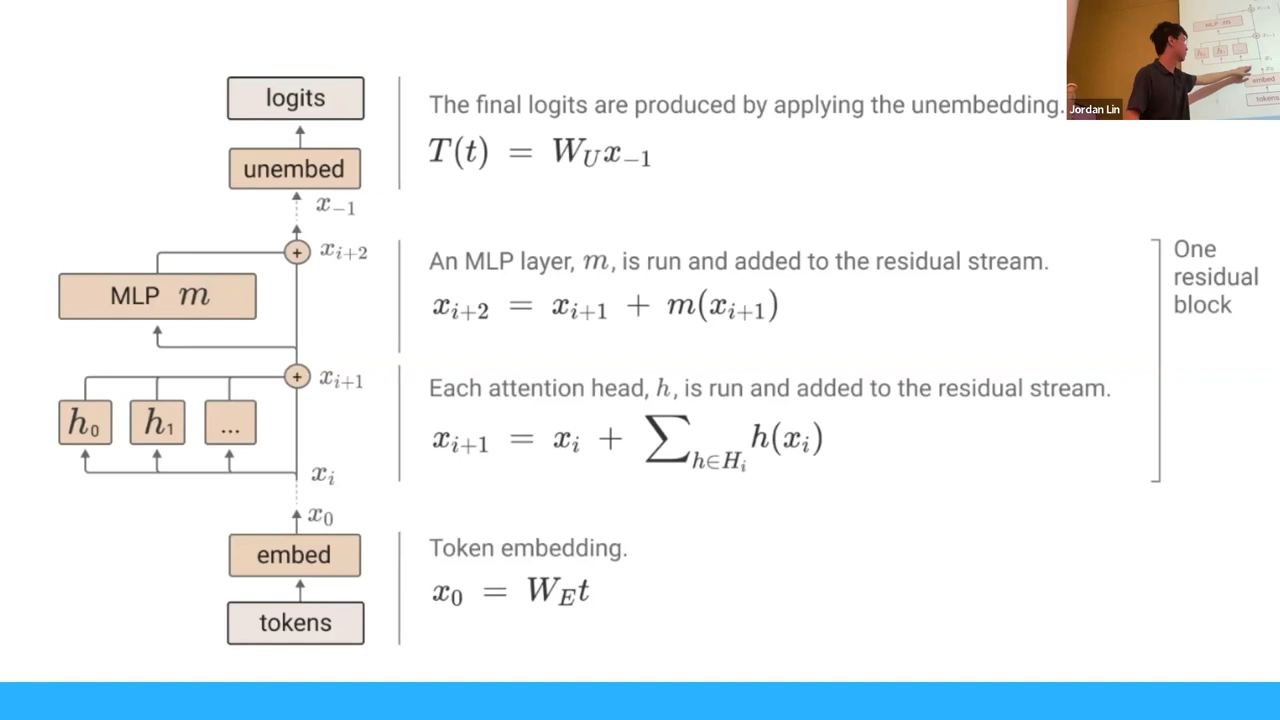 logits
The final logits are produced by applying the unembedding.
T(t) = W_U x_{-1}
unembed
x_{-1}
x_{i+2}
An MLP layer, m, is run and added to the residual stream.
x_{i+2} = x_{i+1} + m(x_{i+1})
MLP m
One
residual
block
x_{i+1}
Each attention head, h, is run and added to the residual stream.
x_{i+1} = x_i + ∑_{h∈H_i} h(x_i)
h_0 h_1 ...
x_i
x_0
embed
Token embedding.
x_0 = W_E t
tokens
Jordan Lin
MLP m
embed
tokens